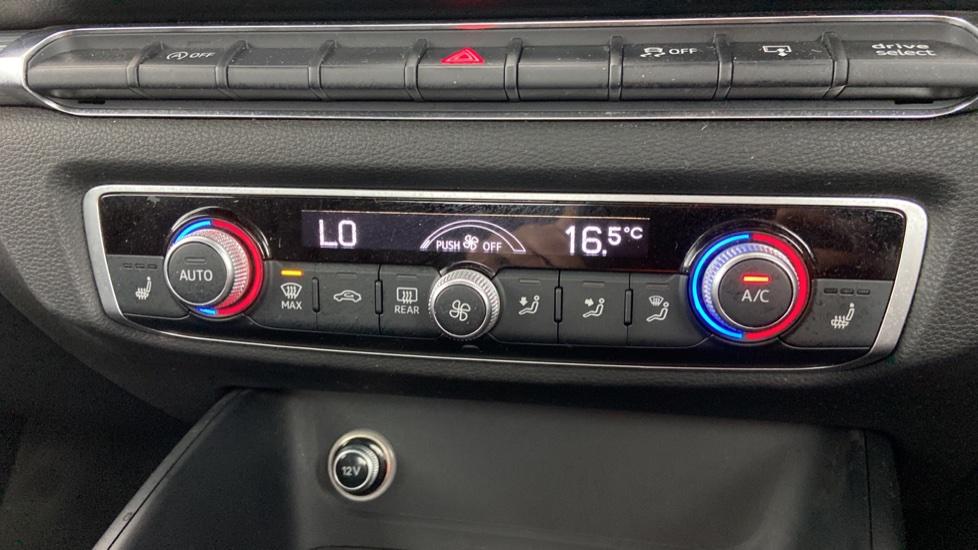 OFF
OFF
drive
select
LO
PUSH OFF
16.5°C
AUTO
MAX
REAR
A/C
12V